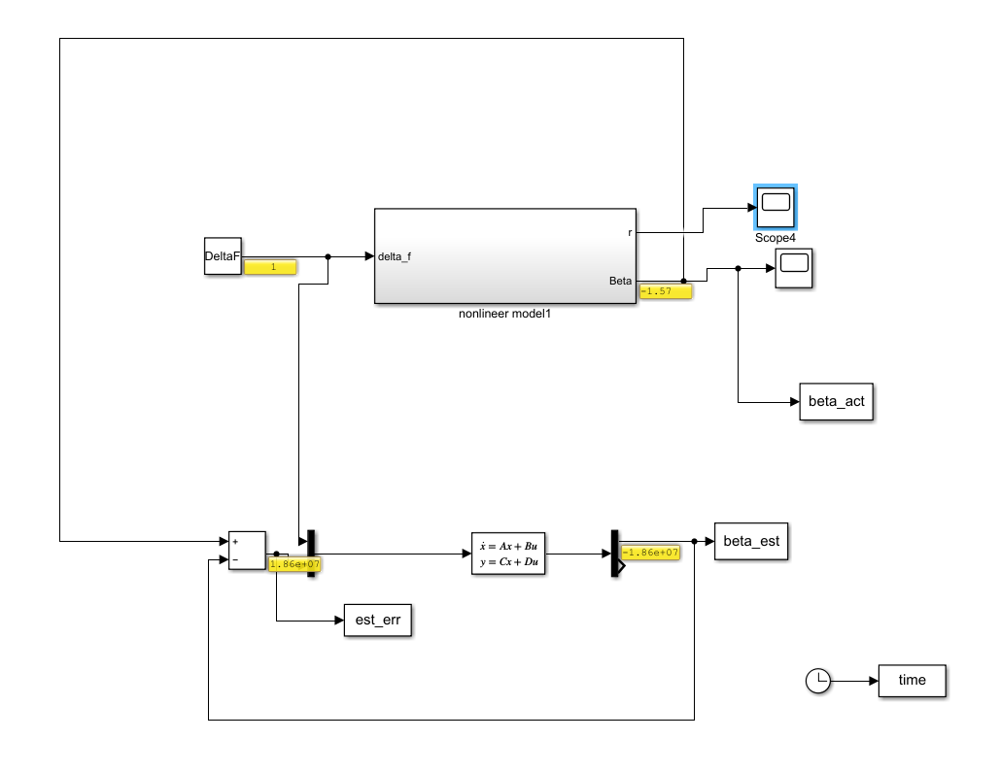 r
Scope4
DeltaF
1
delta_f
Beta
-1.57
nonlineer model1
beta_act
+
−
1.86e+07
ẋ = Ax + Bu
y = Cx + Du
-1.86e+07
beta_est
est_err
time